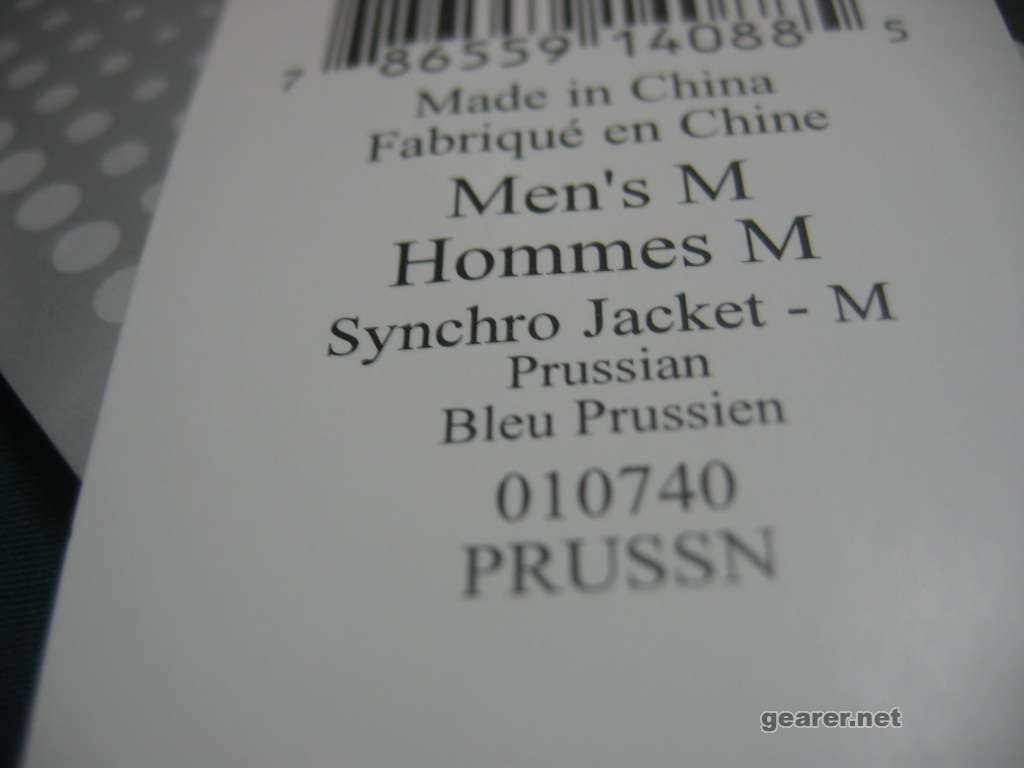 7 86559 14088 5
Made in China
Fabriqué en Chine
Men's M
Hommes M
Synchro Jacket - M
Prussian
Bleu Prussien
010740
PRUSSN
gearer.net